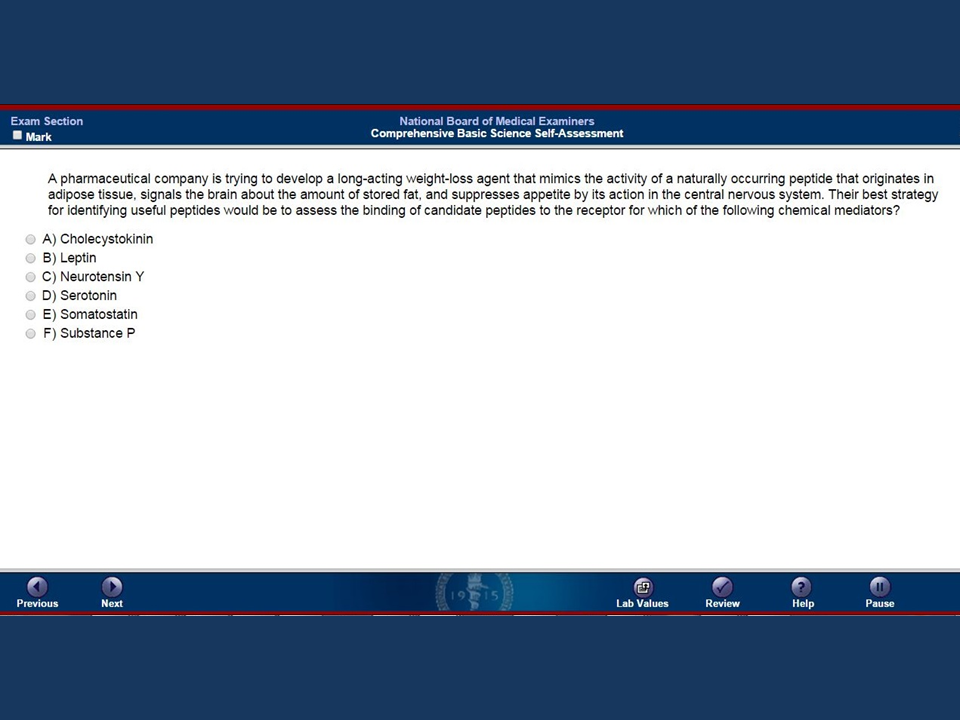 Exam Section
Mark
National Board of Medical Examiners
Comprehensive Basic Science Self-Assessment
A pharmaceutical company is trying to develop a long-acting weight-loss agent that mimics the activity of a naturally occurring peptide that originates in
adipose tissue, signals the brain about the amount of stored fat, and suppresses appetite by its action in the central nervous system. Their best strategy
for identifying useful peptides would be to assess the binding of candidate peptides to the receptor for which of the following chemical mediators?
A) Cholecystokinin
B) Leptin
C) Neurotensin Y
D) Serotonin
E) Somatostatin
F) Substance P
1915
Previous
Next
Lab Values
Review
Help
Pause